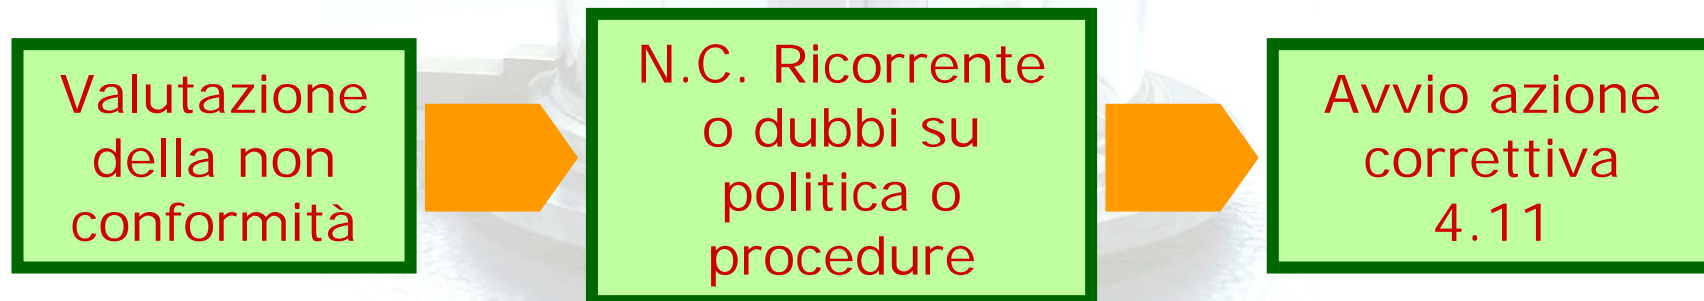 Valutazione
della non
conformità
N.C. Ricorrente
o dubbi su
politica o
procedure
Avvio azione
correttiva
4.11